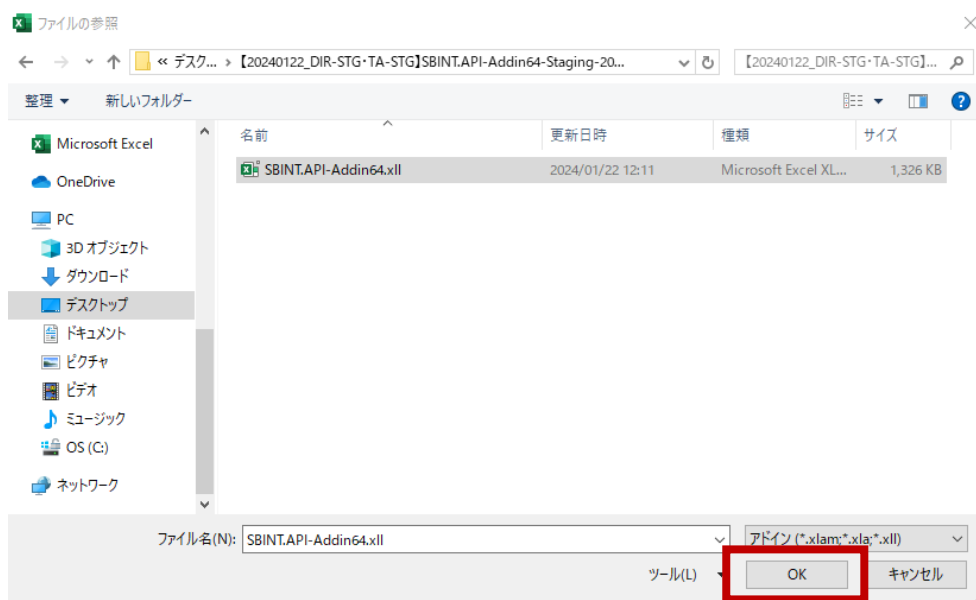 ファイルの参照
« デスク... › 【20240122_DIR-STG・TA-STG】SBINT.API-Addin64-Staging-20...
【20240122_DIR-STG・TA-STG】...
整理 新しいフォルダー
名前 更新日時 種類 サイズ
SBINT.API-Addin64.xll 2024/01/22 12:11 Microsoft Excel XL... 1,326 KB
Microsoft Excel
OneDrive
PC
3D オブジェクト
ダウンロード
デスクトップ
ドキュメント
ピクチャ
ビデオ
ミュージック
OS (C:)
ネットワーク
ファイル名(N): SBINT.API-Addin64.xll アドイン (*.xlam;*.xla;*.xll)
ツール(L) OK キャンセル